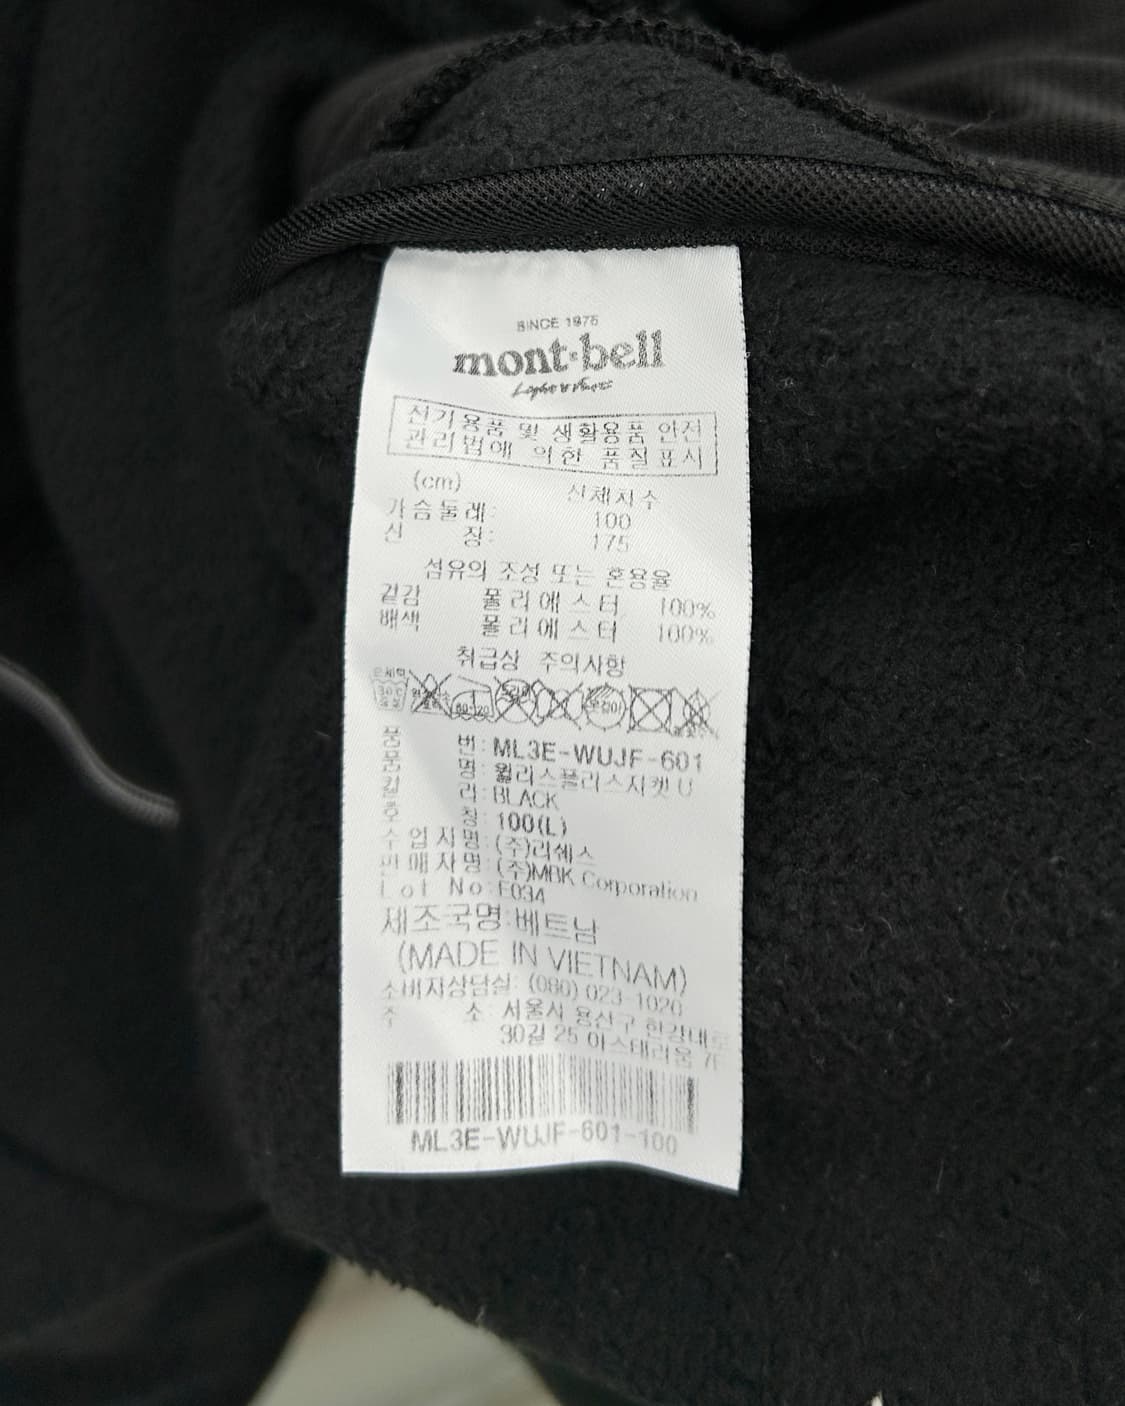 SINCE 1975
mont·bell
Light & Fast
전기용품 및 생활용품 안전
관리법에 의한 품질표시
(cm) 신체치수
가슴둘레: 100
신 장: 175
섬유의 조성 또는 혼용율
겉감 폴리에스터 100%
배색 폴리에스터 100%
취급상 주의사항
품 번: ML3E-WUJF-601
품 명: 윌리스플리스자켓 U
컬 러: BLACK
호 칭: 100(L)
수입자명: (주)리쉐스
판매자명: (주)MBK Corporation
Lot No: F034
제조국명:베트남
(MADE IN VIETNAM)
소비자상담실: (080) 023-1020
주 소: 서울시 용산구 한강대로
30길 25 아스테리움
ML3E-WUJF-601-100